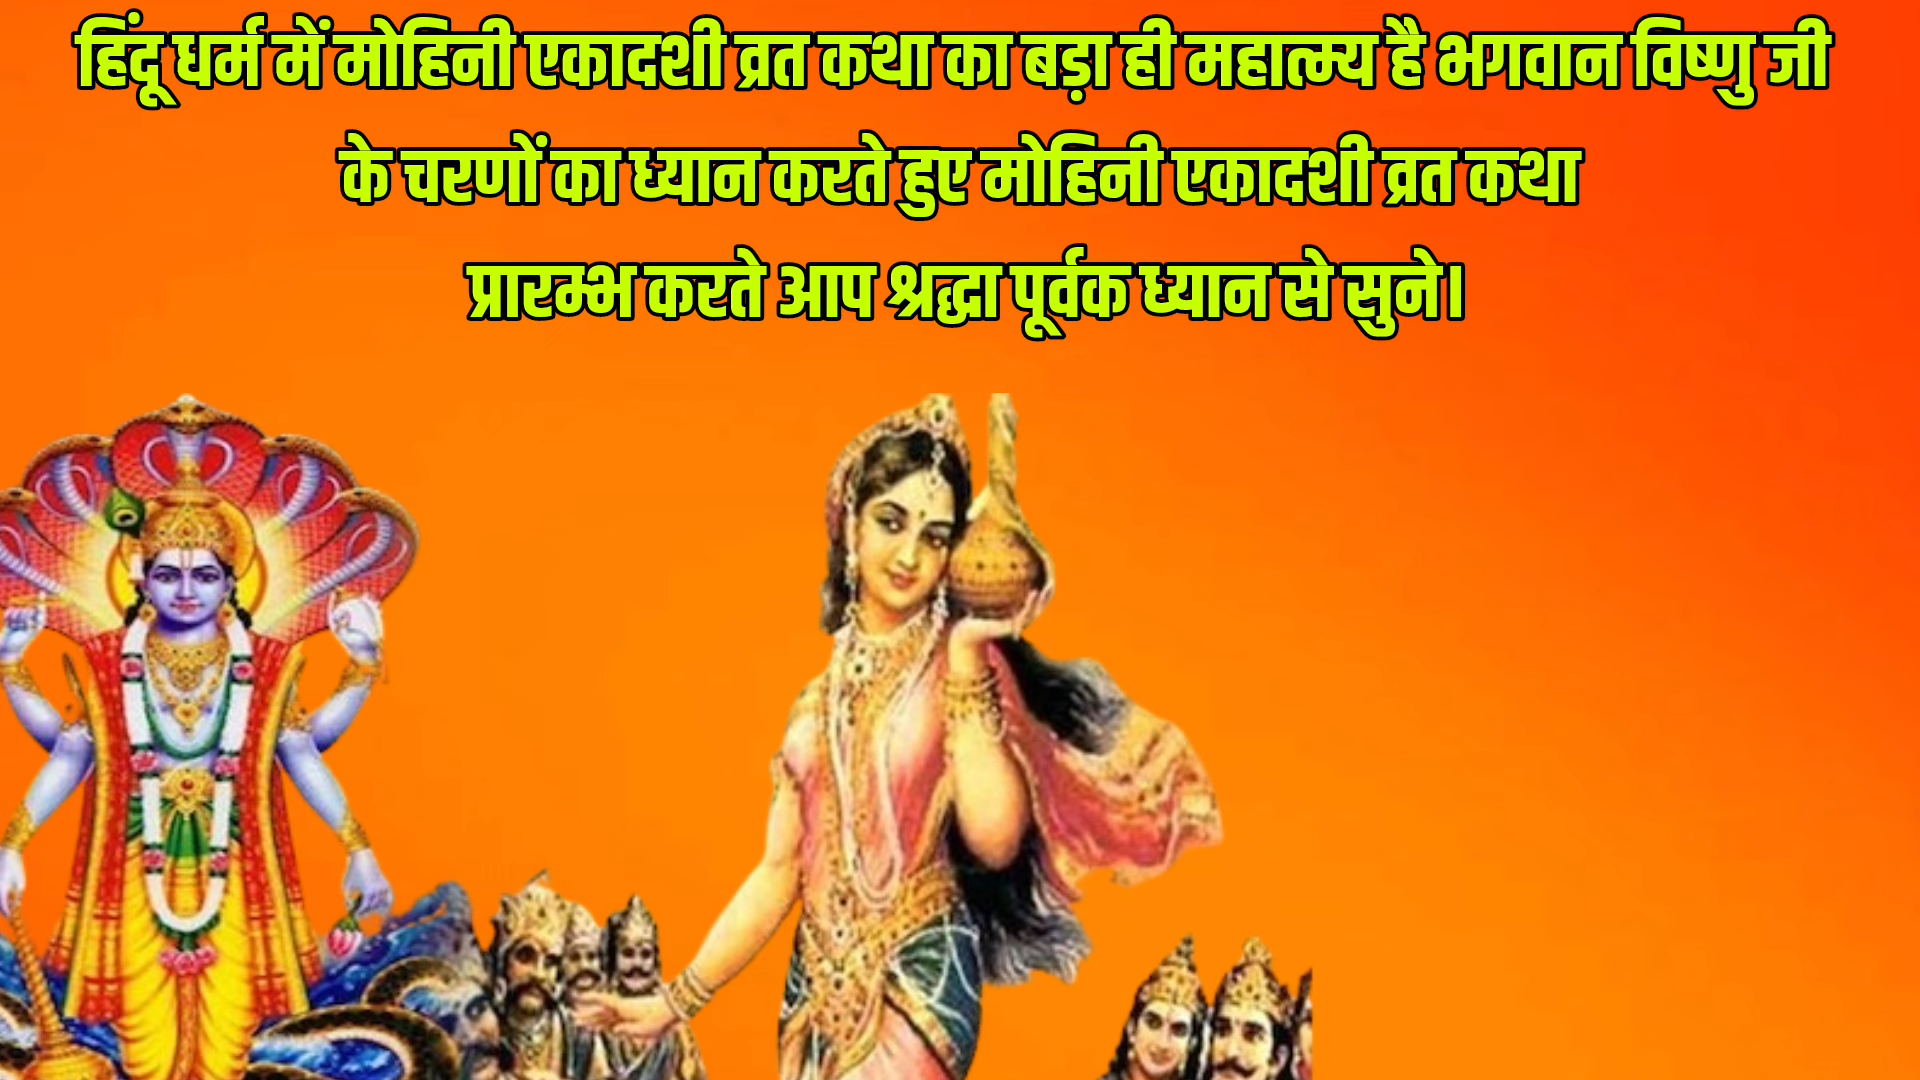 हिंदू धर्म में मोहिनी एकादशी व्रत कथा का बड़ा ही महात्म्य है भगवान विष्णु जी
के चरणों का ध्यान करते हुए मोहिनी एकादशी व्रत कथा
प्रारम्भ करते आप श्रद्धा पूर्वक ध्यान से सुने।